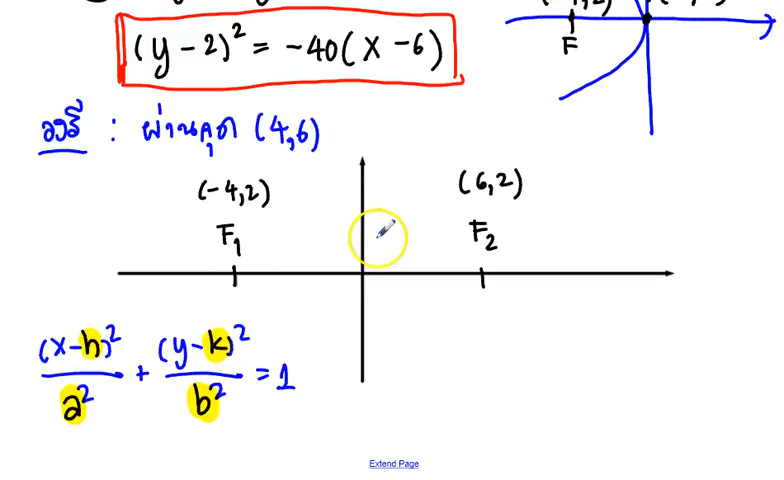 (y - 2)² = -40(x - 6)
F
วงรี : ผ่านจุด (4,6)
(-4,2) (6,2)
F₁ F₂
(x-h)²/a² + (y-k)²/b² = 1
Extend Page